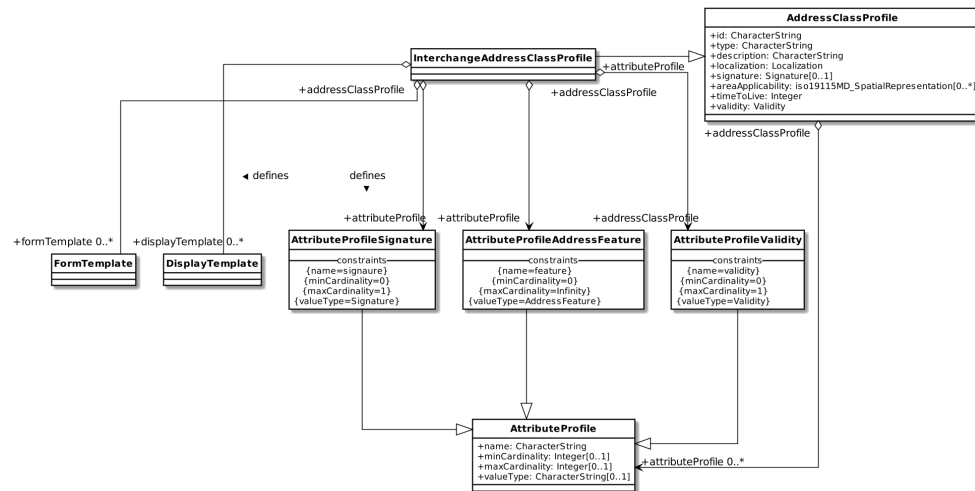 AddressClassProfile
+id: CharacterString
+type: CharacterString
+description: CharacterString
+localization: Localization
+signature: Signature[0..1]
+areaApplicability: iso19115MD_SpatialRepresentation[0..*]
+timeToLive: Integer
+validity: Validity
InterchangeAddressClassProfile
+attributeProfile
+addressClassProfile
+addressClassProfile
+addressClassProfile
defines
defines
+attributeProfile
+attributeProfile
+addressClassProfile
+formTemplate 0..*
+displayTemplate 0..*
FormTemplate
DisplayTemplate
AttributeProfileSignature
constraints
{name=signaure}
{minCardinality=0}
{maxCardinality=1}
{valueType=Signature}
AttributeProfileAddressFeature
constraints
{name=feature}
{minCardinality=0}
{maxCardinality=Infinity}
{valueType=AddressFeature}
AttributeProfileValidity
constraints
{name=validity}
{minCardinality=0}
{maxCardinality=1}
{valueType=Validity}
AttributeProfile
+name: CharacterString
+minCardinality: Integer[0..1]
+maxCardinality: Integer[0..1]
+valueType: CharacterString[0..1]
+attributeProfile 0..*